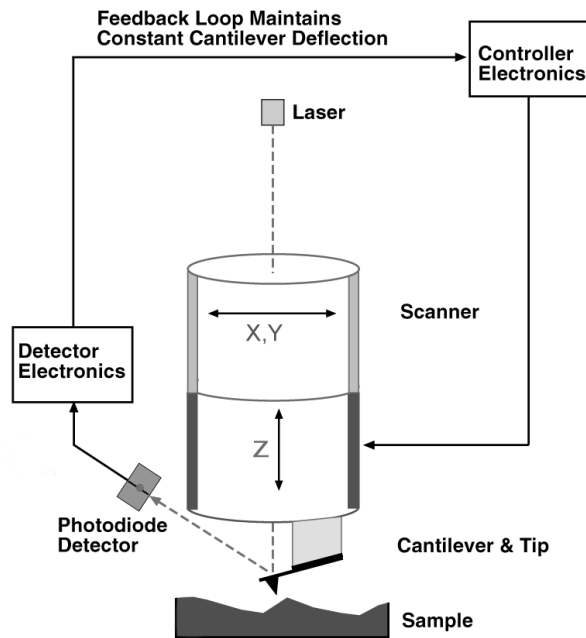 Feedback Loop Maintains
Constant Cantilever Deflection
Controller
Electronics
Laser
Scanner
X,Y
Detector
Electronics
Z
Photodiode
Detector
Cantilever & Tip
Sample